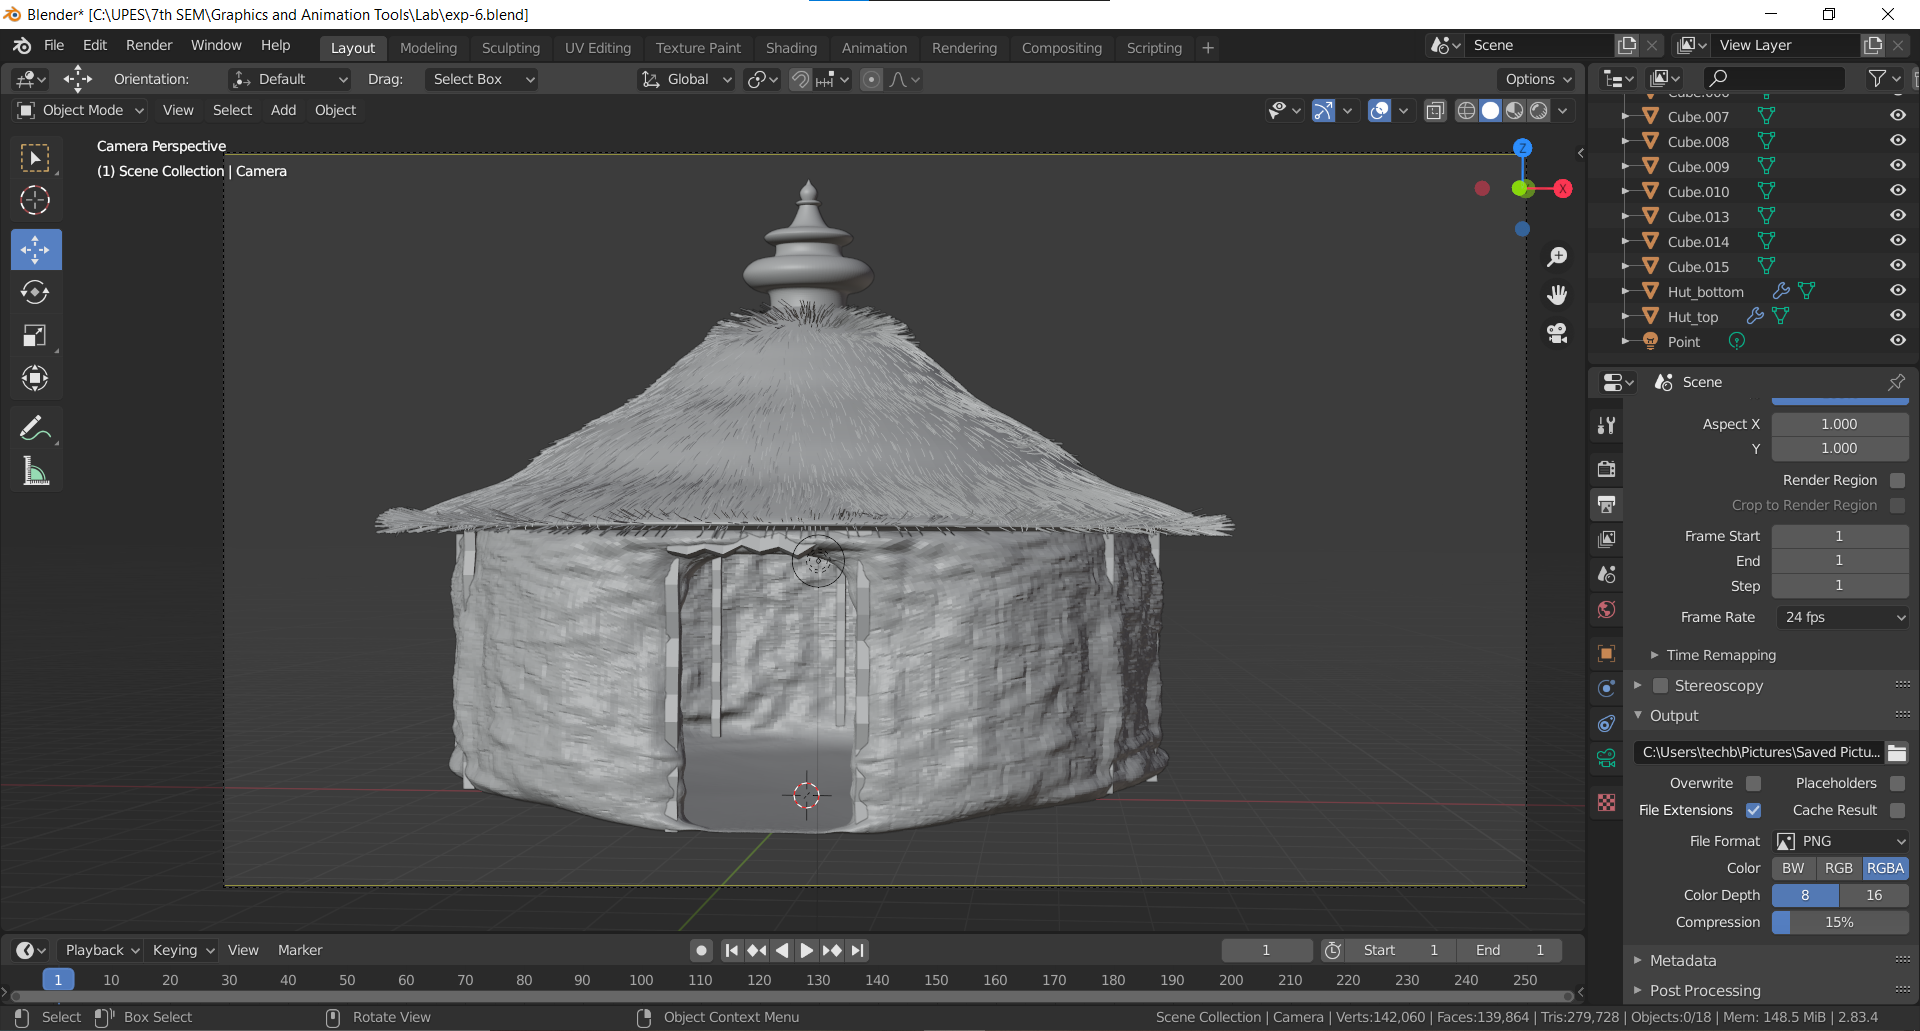 Blender* [C:\UPES\7th SEM\Graphics and Animation Tools\Lab\exp-6.blend]
File Edit Render Window Help Layout Modeling Sculpting UV Editing Texture Paint Shading Animation Rendering Compositing Scripting + Scene View Layer
Orientation: Default Drag: Select Box Global Options
Object Mode View Select Add Object
Camera Perspective
(1) Scene Collection | Camera
Z
X
Cube.006
Cube.007
Cube.008
Cube.009
Cube.010
Cube.013
Cube.014
Cube.015
Hut_bottom
Hut_top
Point
Scene
Aspect X 1.000
Y 1.000
Render Region
Crop to Render Region
Frame Start 1
End 1
Step 1
Frame Rate 24 fps
Time Remapping
Stereoscopy
Output
C:\Users\techb\Pictures\Saved Pictu...
Overwrite Placeholders
File Extensions Cache Result
File Format PNG
Color BW RGB RGBA
Color Depth 8 16
Compression 15%
Metadata
Post Processing
Playback Keying View Marker 1 Start 1 End 1
1 10 20 30 40 50 60 70 80 90 100 110 120 130 140 150 160 170 180 190 200 210 220 230 240 250
Select Box Select Rotate View Object Context Menu Scene Collection | Camera | Verts:142,060 | Faces:139,864 | Tris:279,728 | Objects:0/18 | Mem: 148.5 MiB | 2.83.4